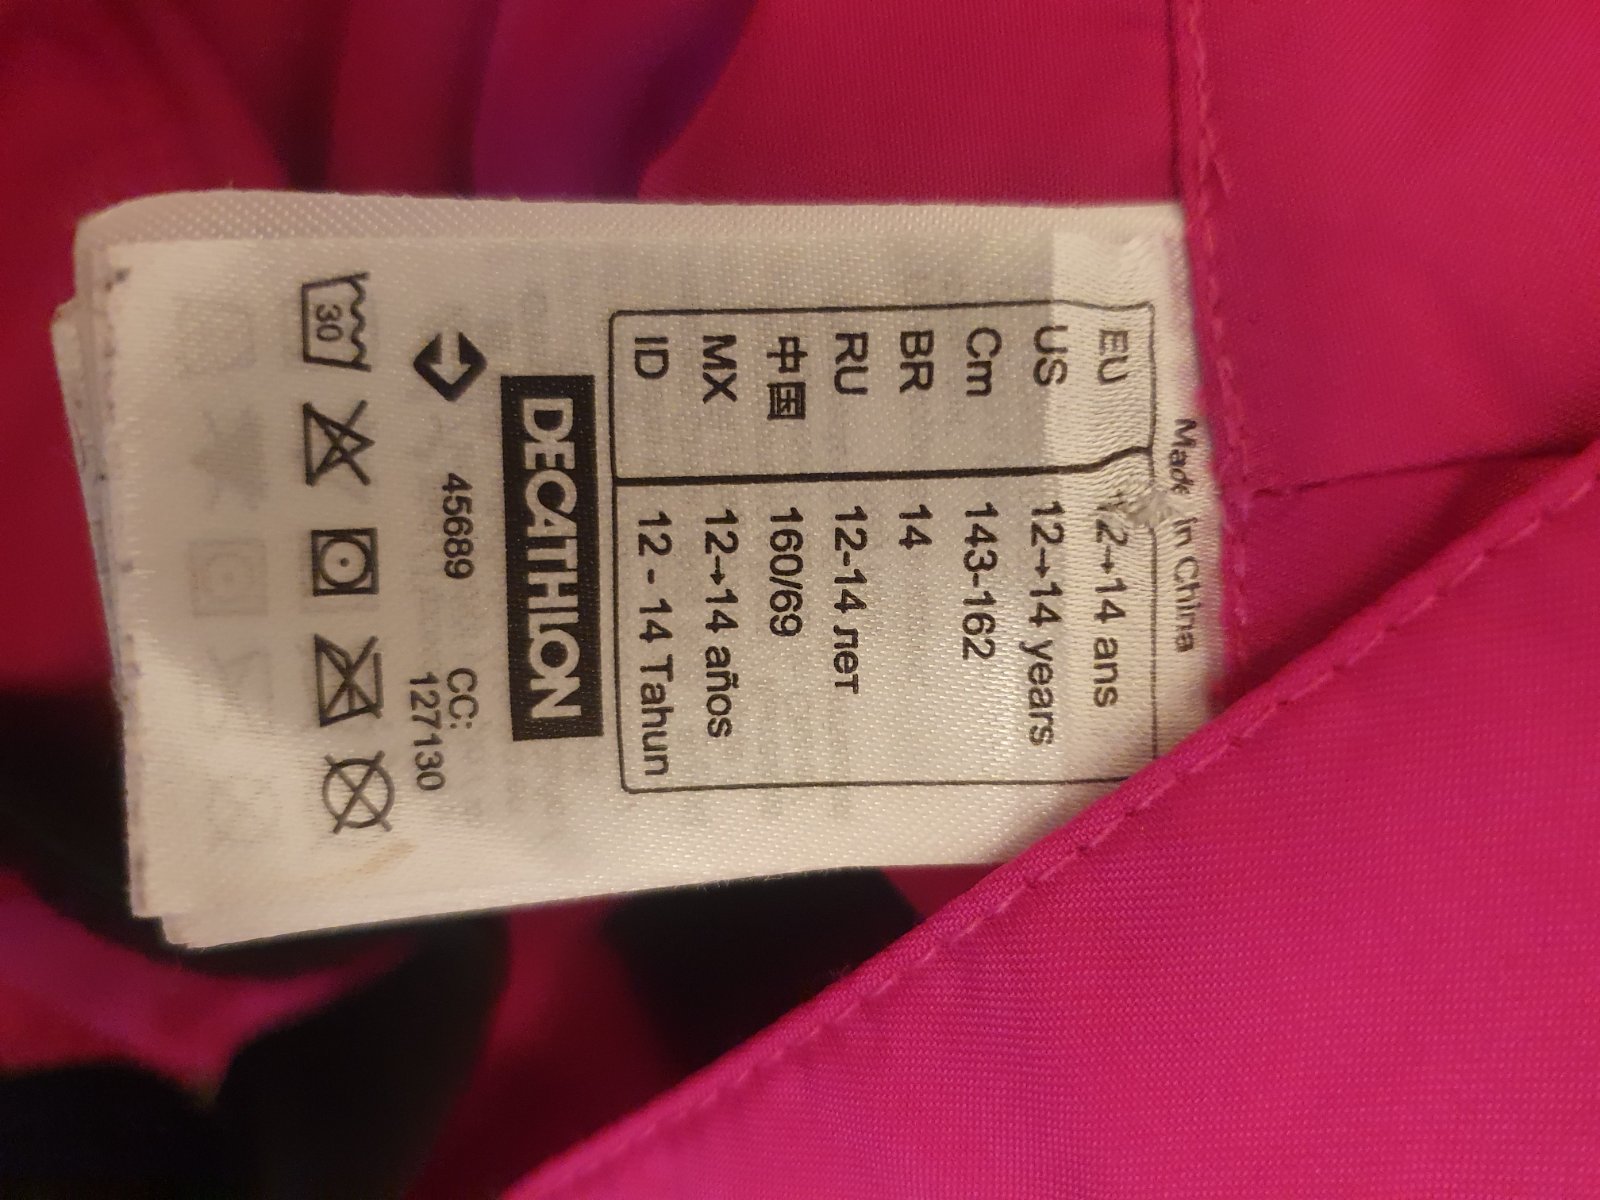 Made in China
EU 12→14 ans
US 12→14 years
Cm 143-162
BR 14
RU 12-14 лет
中国 160/69
MX 12→14 años
ID 12 - 14 Tahun
DECATHLON
45689 CC: 127130
30